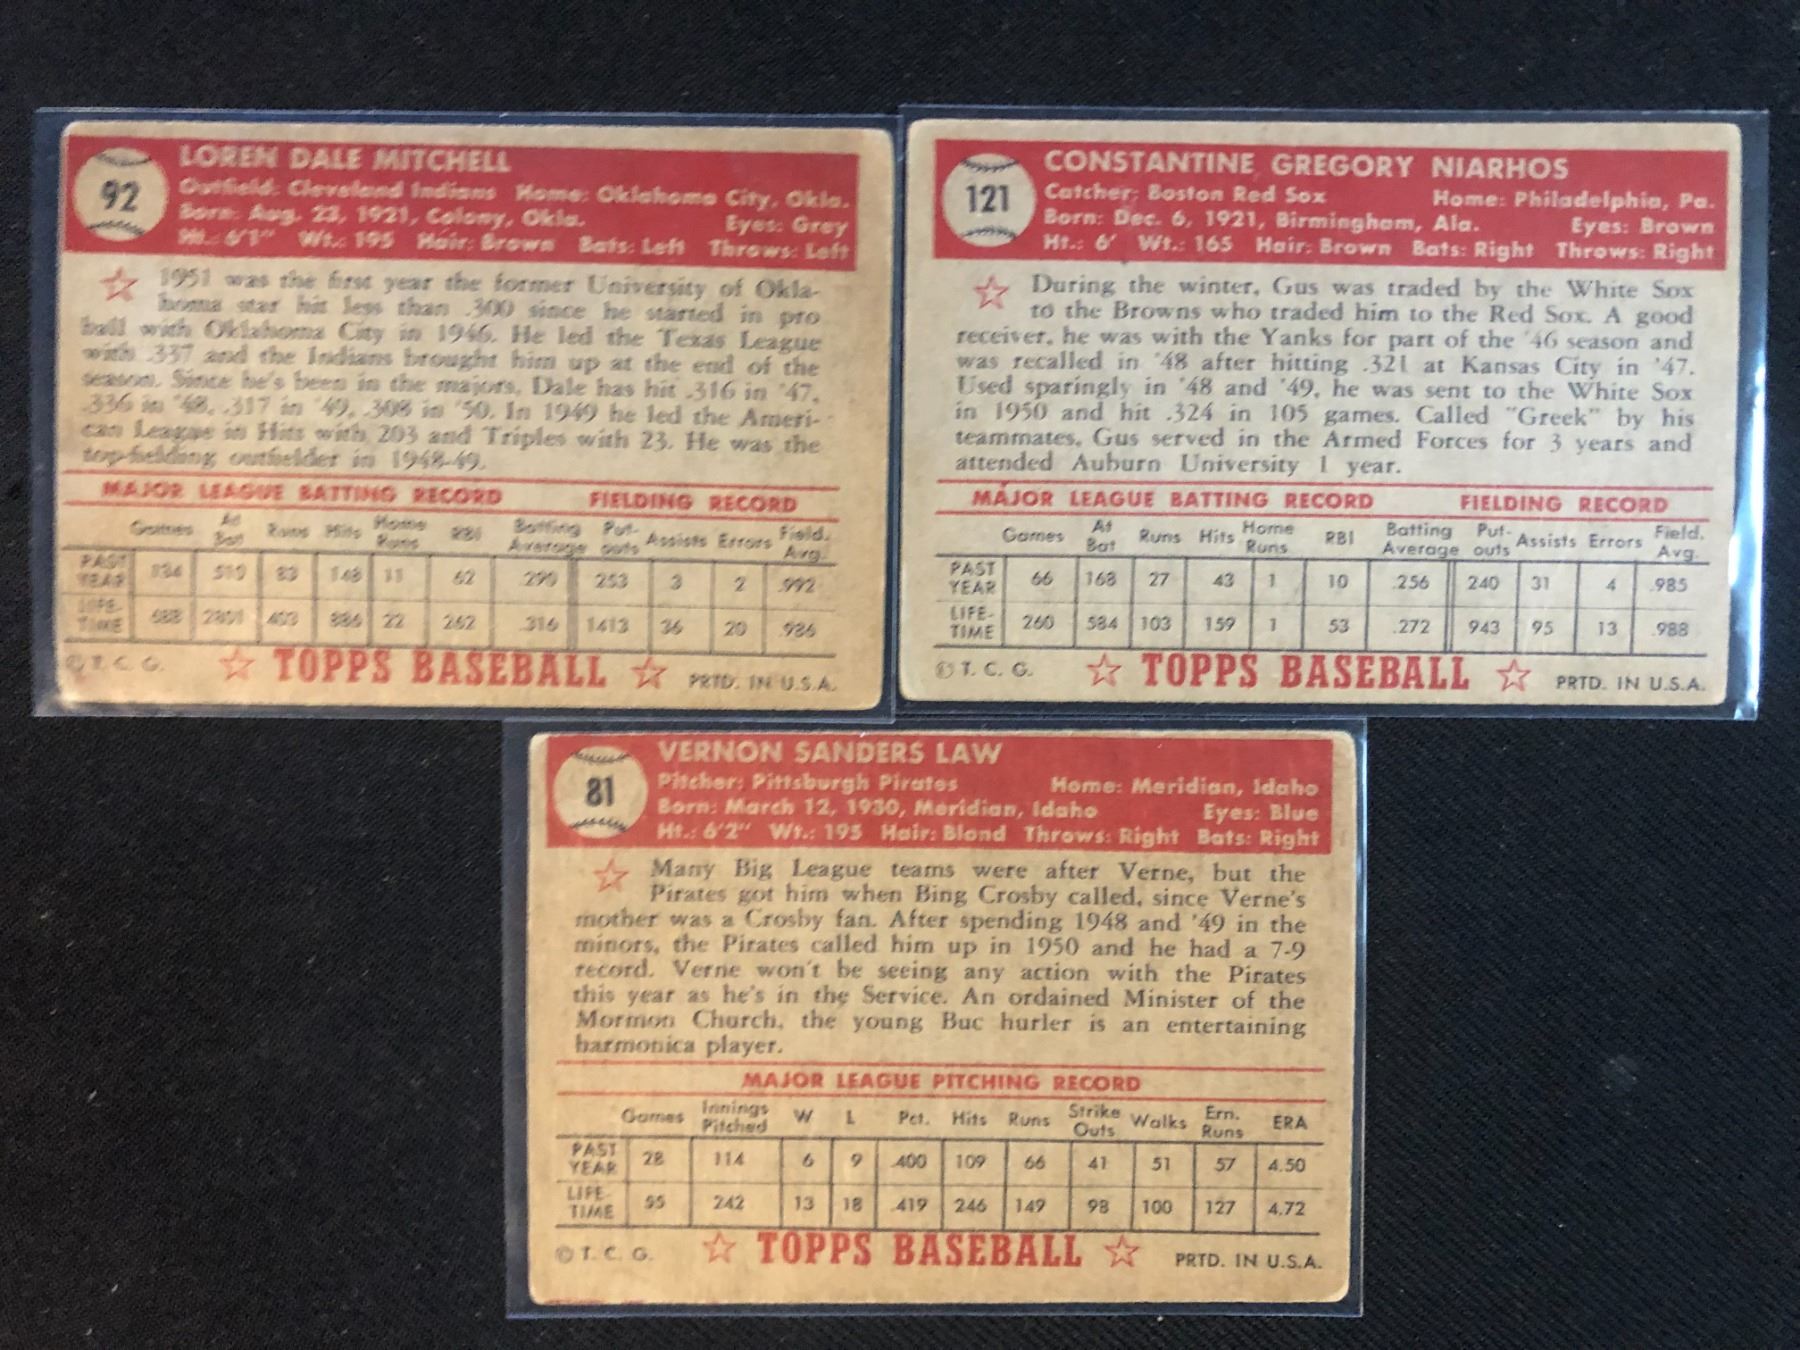 92
LOREN DALE MITCHELL
Outfield: Cleveland Indians Home: Oklahoma City, Okla.
Born: Aug. 23, 1921, Colony, Okla. Eyes: Grey
Ht.: 6'1" Wt.: 195 Hair: Brown Bats: Left Throws: Left
1951 was the first year the former University of Okla-
homa star hit less than .300 since he started in pro
ball with Oklahoma City in 1946. He led the Texas League
with .337 and the Indians brought him up at the end of the
season. Since he's been in the majors, Dale has hit .316 in '47,
.336 in '48, .317 in '49, .308 in '50. In 1949 he led the Ameri-
can League in Hits with 203 and Triples with 23. He was the
top-fielding outfielder in 1948-49.
MAJOR LEAGUE BATTING RECORD FIELDING RECORD
Games At Bat Runs Hits Home Runs RBI Batting Average Put-outs Assists Errors Field. Avg.
PAST YEAR 134 510 83 148 11 62 .290 253 3 2 .992
LIFE-TIME 688 403 886 22 262 .316 1413 36 20 .986
© T. C. G. TOPPS BASEBALL PRTD. IN U.S.A.
121
CONSTANTINE GREGORY NIARHOS
Catcher: Boston Red Sox Home: Philadelphia, Pa.
Born: Dec. 6, 1921, Birmingham, Ala. Eyes: Brown
Ht.: 6' Wt.: 165 Hair: Brown Bats: Right Throws: Right
During the winter, Gus was traded by the White Sox
to the Browns who traded him to the Red Sox. A good
receiver, he was with the Yanks for part of the '46 season and
was recalled in '48 after hitting .321 at Kansas City in '47.
Used sparingly in '48 and '49, he was sent to the White Sox
in 1950 and hit .324 in 105 games. Called "Greek" by his
teammates, Gus served in the Armed Forces for 3 years and
attended Auburn University 1 year.
MAJOR LEAGUE BATTING RECORD FIELDING RECORD
Games At Bat Runs Hits Home Runs RBI Batting Average Put-outs Assists Errors Field. Avg.
PAST YEAR 66 168 27 43 1 10 .256 240 31 4 .985
LIFE-TIME 260 584 103 159 1 53 .272 943 95 13 .988
© T. C. G. TOPPS BASEBALL PRTD. IN U.S.A.
81
VERNON SANDERS LAW
Pitcher: Pittsburgh Pirates Home: Meridian, Idaho
Born: March 12, 1930, Meridian, Idaho Eyes: Blue
Ht.: 6'2" Wt.: 195 Hair: Blond Throws: Right Bats: Right
Many Big League teams were after Verne, but the
Pirates got him when Bing Crosby called, since Verne's
mother was a Crosby fan. After spending 1948 and '49 in the
minors, the Pirates called him up in 1950 and he had a 7-9
record. Verne won't be seeing any action with the Pirates
this year as he's in the Service. An ordained Minister of the
Mormon Church, the young Buc hurler is an entertaining
harmonica player.
MAJOR LEAGUE PITCHING RECORD
Games Innings Pitched W L Pct. Hits Runs Strike Outs Walks Ern. Runs ERA
PAST YEAR 28 114 6 9 .400 109 66 41 51 57 4.50
LIFE-TIME 55 242 13 18 .419 246 149 98 100 127 4.72
© T. C. G. TOPPS BASEBALL PRTD. IN U.S.A.